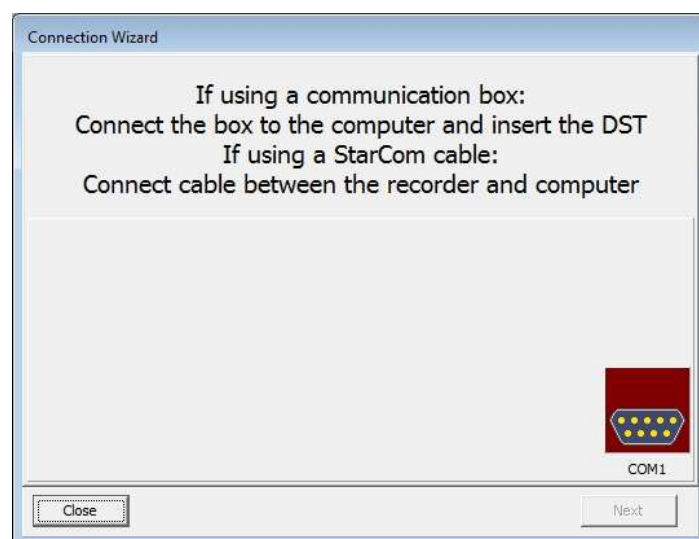 Connection Wizard
If using a communication box:
Connect the box to the computer and insert the DST
If using a StarCom cable:
Connect cable between the recorder and computer
COM1
Close
Next